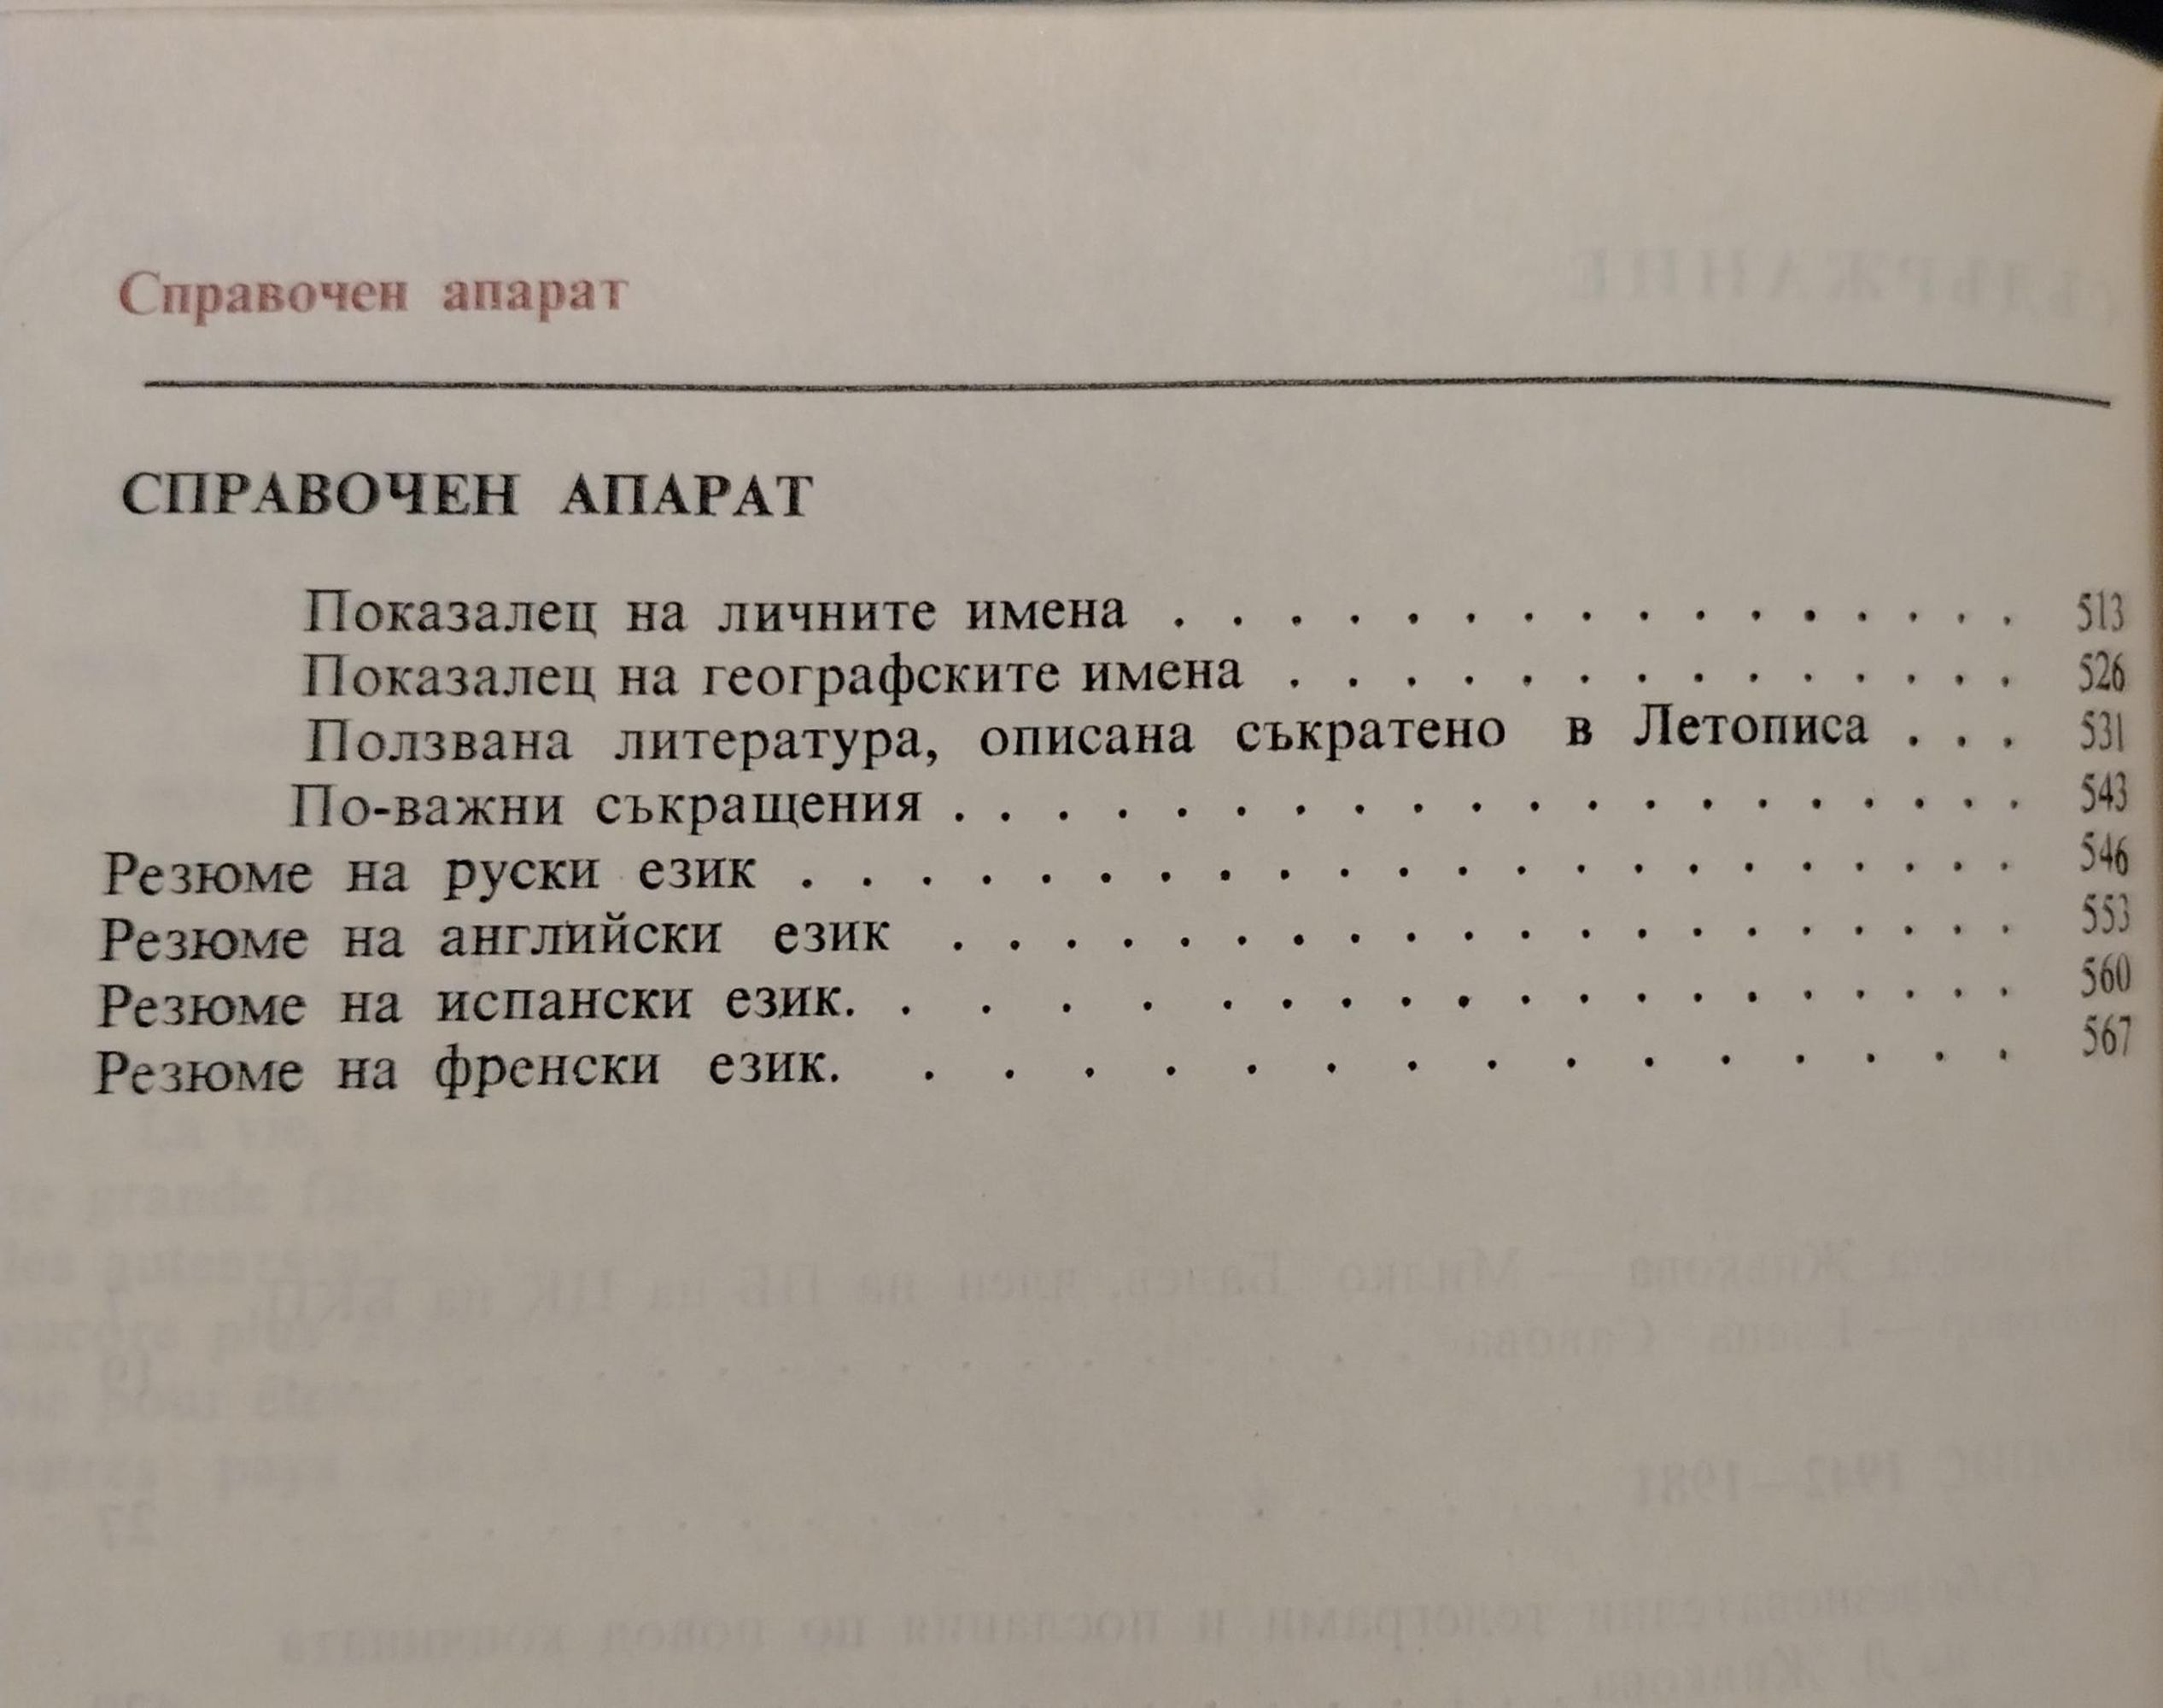 Справочен апарат
СПРАВОЧЕН АПАРАТ
Показалец на личните имена . . . . . . . . . . . . . . . 513
Показалец на географските имена . . . . . . . . . . . . . 526
Ползвана литература, описана съкратено в Летописа . . . 531
По-важни съкращения . . . . . . . . . . . . . . . . . . . 543
Резюме на руски език . . . . . . . . . . . . . . . . . . . . . 546
Резюме на английски език . . . . . . . . . . . . . . . . . . . 553
Резюме на испански език. . . . . . . . . . . . . . . . . . . 560
Резюме на френски език. . . . . . . . . . . . . . . 567